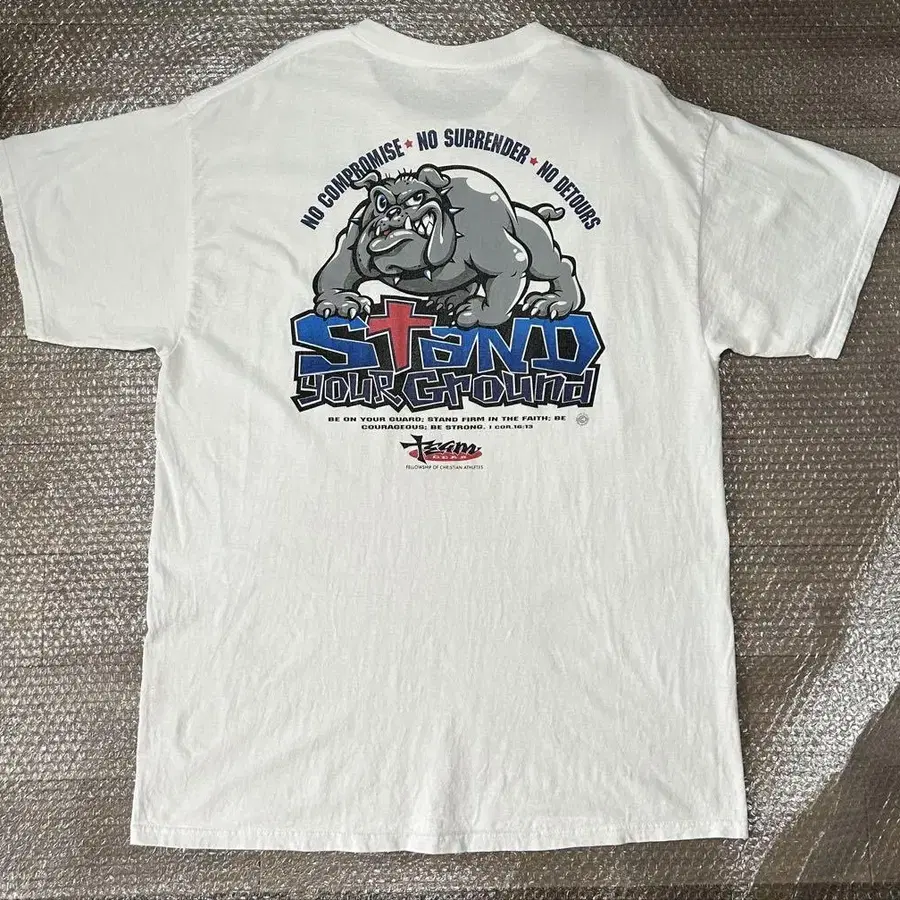 NO COMPROMISE ★ NO SURRENDER ★ NO DETOURS
StaND
your Ground
BE ON YOUR GUARD; STAND FIRM IN THE FAITH; BE
COURAGEOUS; BE STRONG. I COR.16:13
team
GEAR
FELLOWSHIP OF CHRISTIAN ATHLETES